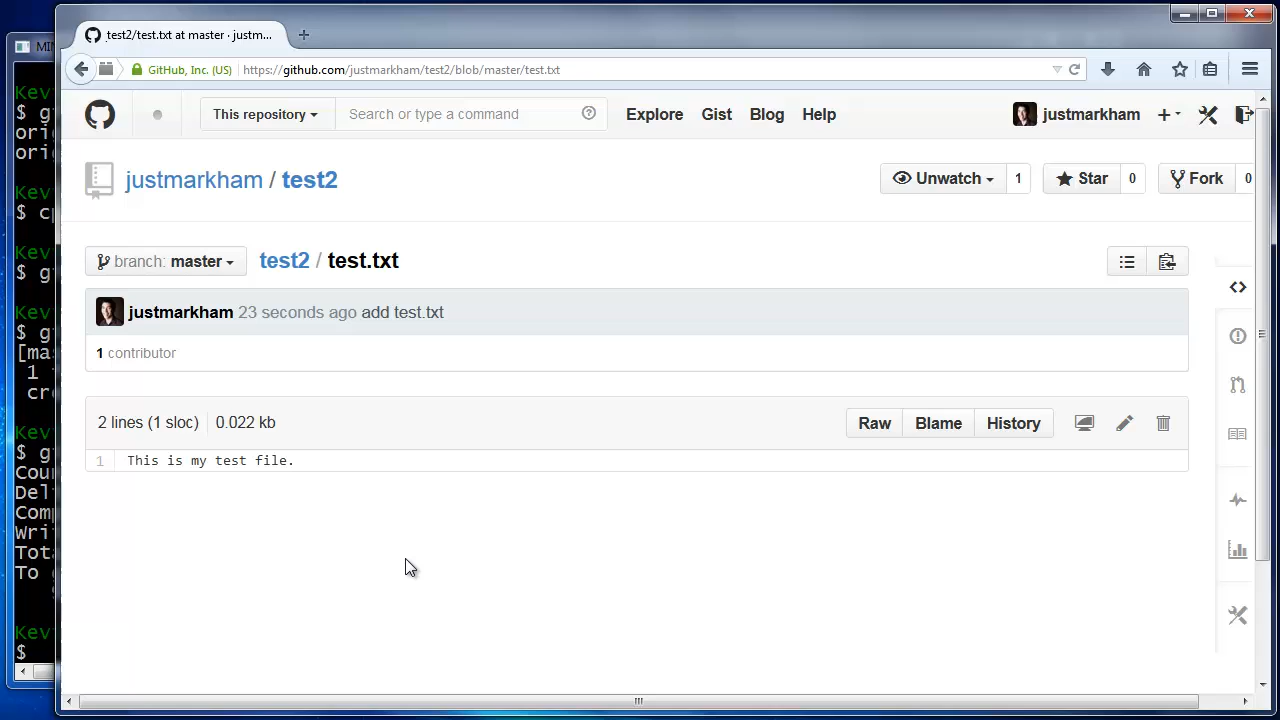 test2/test.txt at master · justm...
GitHub, Inc. (US) https://github.com/justmarkham/test2/blob/master/test.txt
This repository Search or type a command Explore Gist Blog Help justmarkham
justmarkham / test2 Unwatch 1 Star 0 Fork 0
branch: master test2 / test.txt
justmarkham 23 seconds ago add test.txt
1 contributor
2 lines (1 sloc) 0.022 kb Raw Blame History
1 This is my test file.
$
$
$
$
1
$
To
$